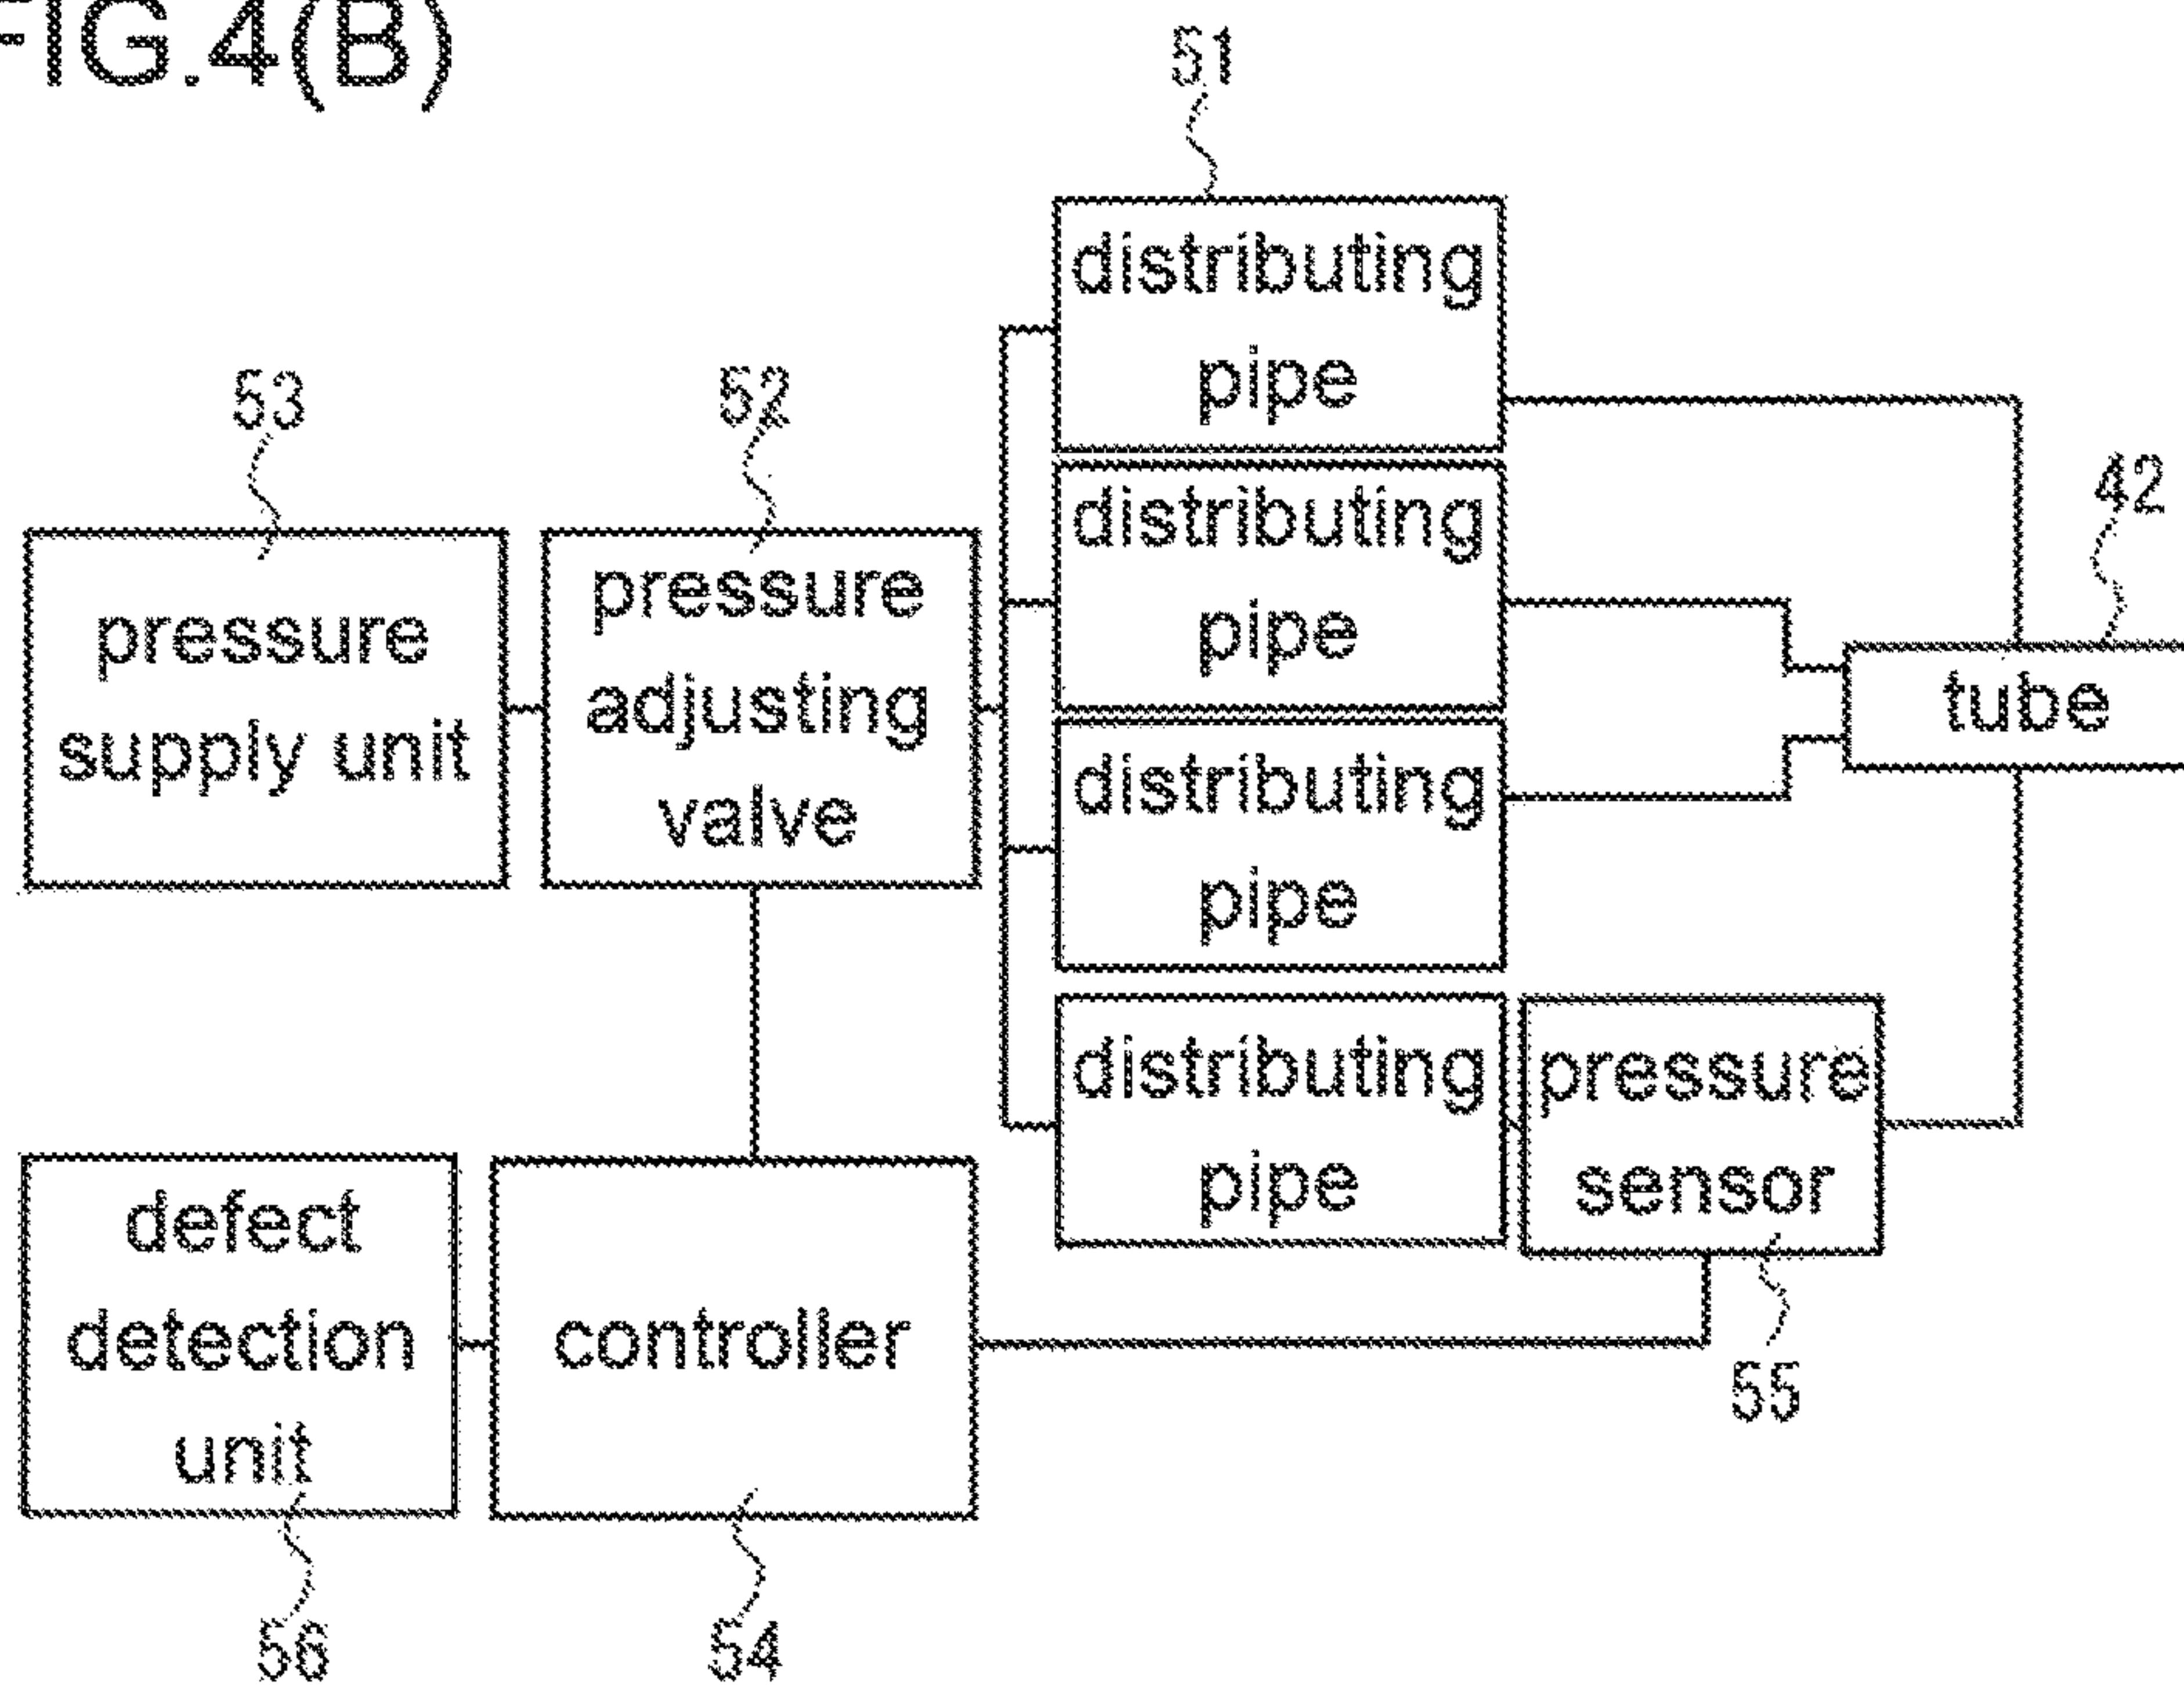 FIG.4(B)
51
distributing
pipe
53
52
distributing
pipe
42
pressure
supply unit
pressure
adjusting
valve
tube
distributing
pipe
distributing
pipe
pressure
sensor
defect
detection
unit
controller
55
56
54